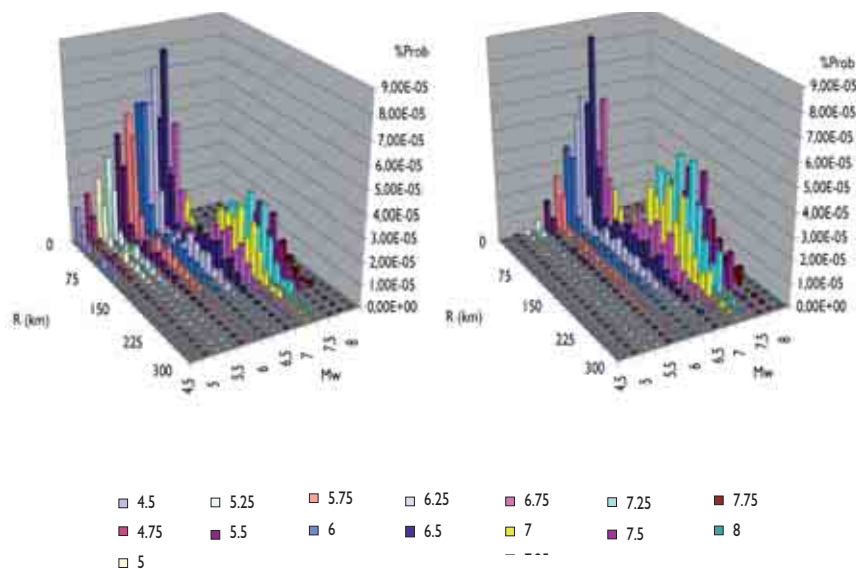 %Prob
9,00E-05
8,00E-05
7,00E-05
6,00E-05
5,00E-05
4,00E-05
3,00E-05
2,00E-05
1,00E-05
0,00E+00
0
75
150
225
300
R (km)
4.5
5
5.5
6
6.5
7
7.5
8
Mw
%Prob
9,00E-05
8,00E-05
7,00E-05
6,00E-05
5,00E-05
4,00E-05
3,00E-05
2,00E-05
1,00E-05
0,00E+00
0
75
150
225
300
R (km)
4.5
5
5.5
6
6.5
7
7.5
8
Mw
4.5 5.25 5.75 6.25 6.75 7.25 7.75
4.75 5.5 6 6.5 7 7.5 8
5